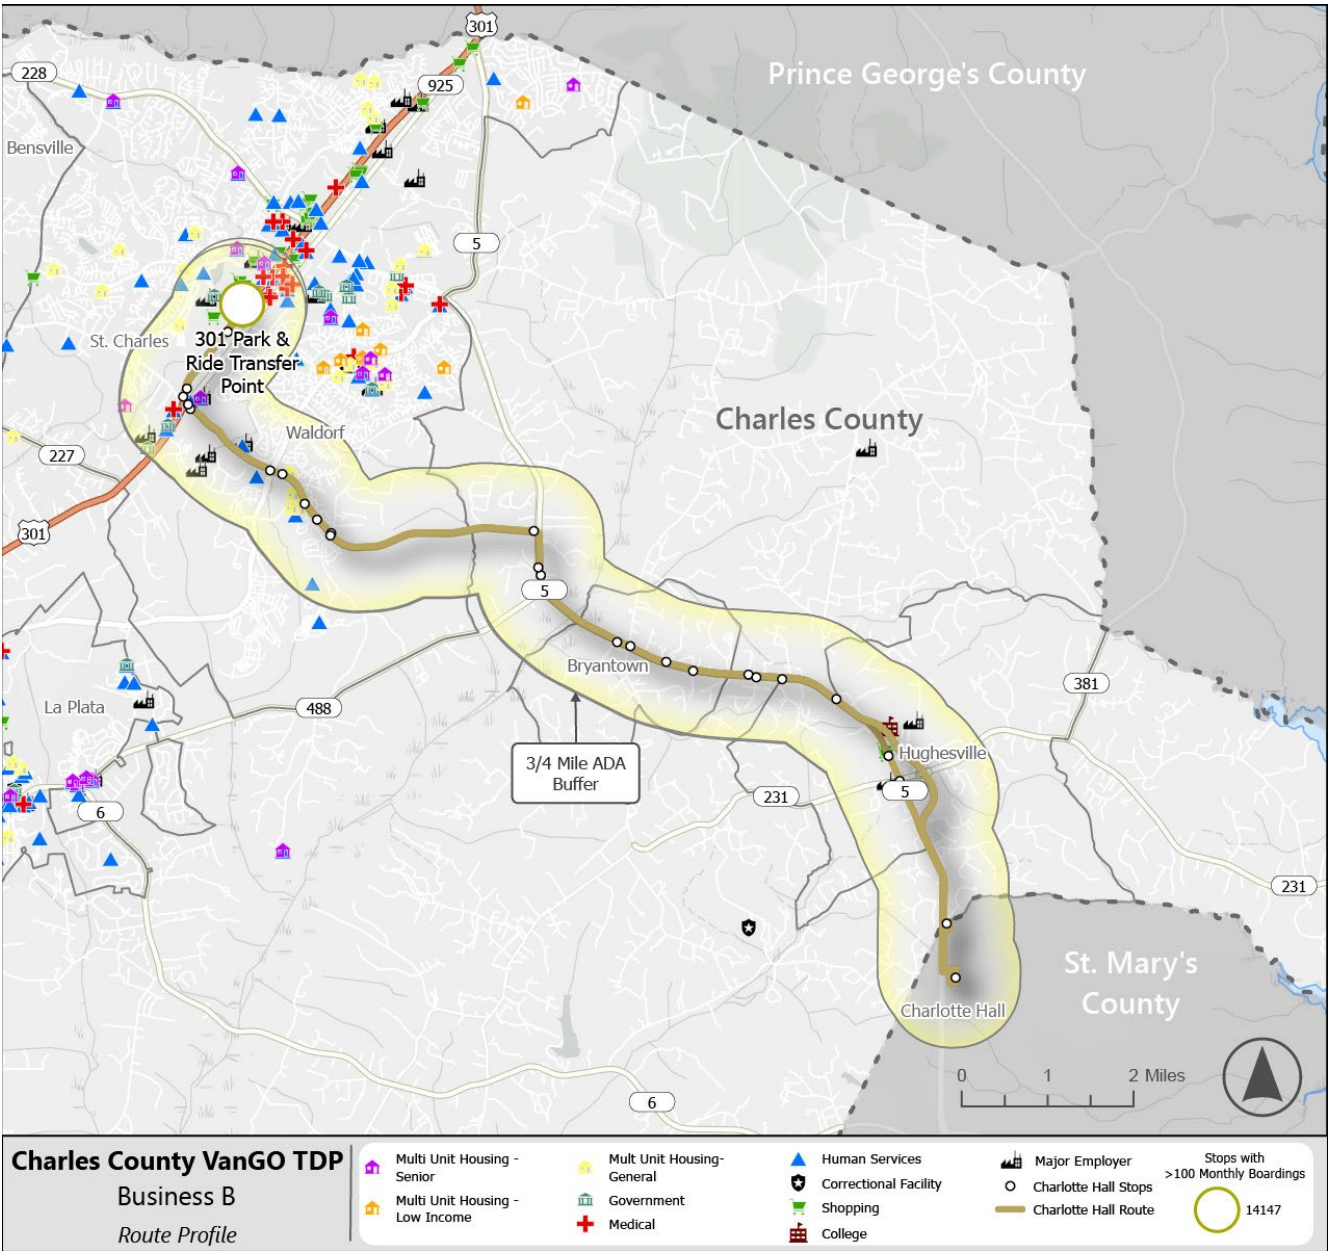 301
228
925
Prince George's County
Bensville
5
St. Charles
301 Park &
Ride Transfer
Point
Charles County
Waldorf
227
301
5
Bryantown
381
La Plata
488
3/4 Mile ADA
Buffer
Hughesville
231
5
6
231
St. Mary's
County
Charlotte Hall
0 1 2 Miles
6
Charles County VanGO TDP
Business B
Route Profile
Multi Unit Housing -
Senior
Multi Unit Housing -
Low Income
Mult Unit Housing-
General
Government
Medical
Human Services
Correctional Facility
Shopping
College
Major Employer
Charlotte Hall Stops
Charlotte Hall Route
Stops with
>100 Monthly Boardings
14147